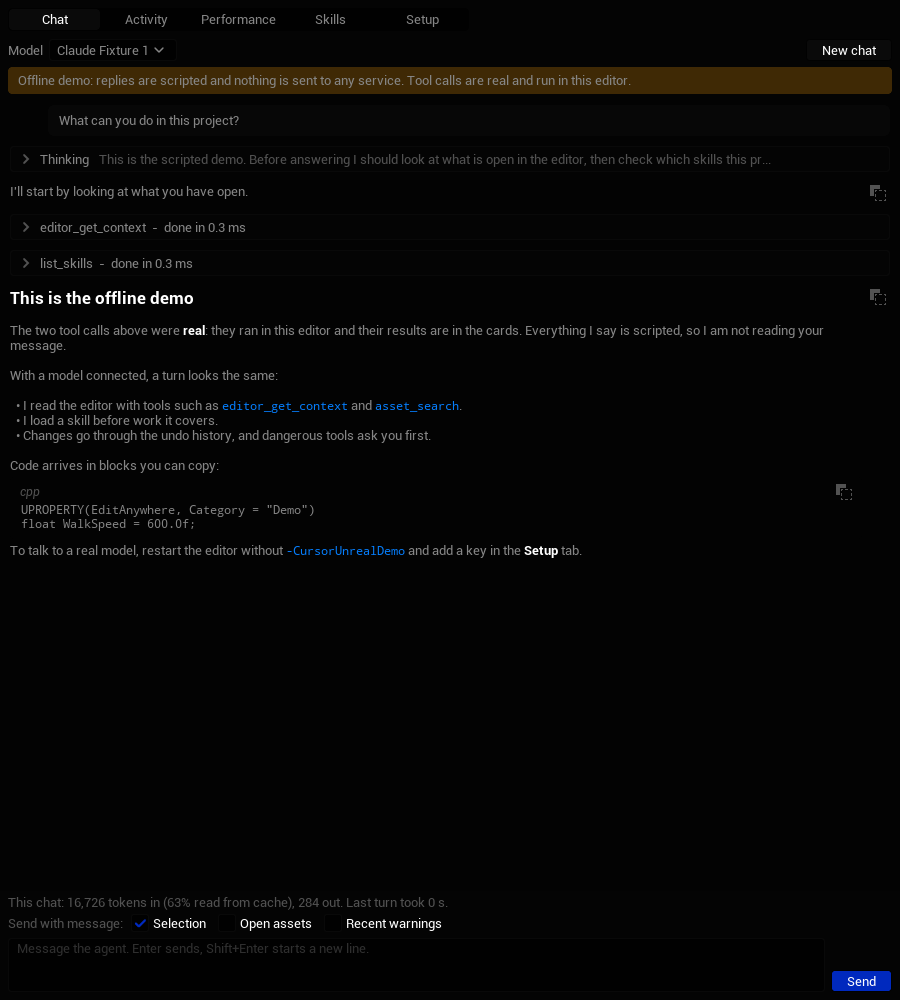 Chat Activity Performance Skills Setup
Model Claude Fixture 1 New chat
Offline demo: replies are scripted and nothing is sent to any service. Tool calls are real and run in this editor.
What can you do in this project?
Thinking This is the scripted demo. Before answering I should look at what is open in the editor, then check which skills this pr...
I'll start by looking at what you have open.
editor_get_context - done in 0.3 ms
list_skills - done in 0.3 ms
This is the offline demo
The two tool calls above were real: they ran in this editor and their results are in the cards. Everything I say is scripted, so I am not reading your
message.
With a model connected, a turn looks the same:
• I read the editor with tools such as editor_get_context and asset_search.
• I load a skill before work it covers.
• Changes go through the undo history, and dangerous tools ask you first.
Code arrives in blocks you can copy:
cpp
UPROPERTY(EditAnywhere, Category = "Demo")
float WalkSpeed = 600.0f;
To talk to a real model, restart the editor without -CursorUnrealDemo and add a key in the Setup tab.
This chat: 16,726 tokens in (63% read from cache), 284 out. Last turn took 0 s.
Send with message: Selection Open assets Recent warnings
Message the agent. Enter sends, Shift+Enter starts a new line.
Send